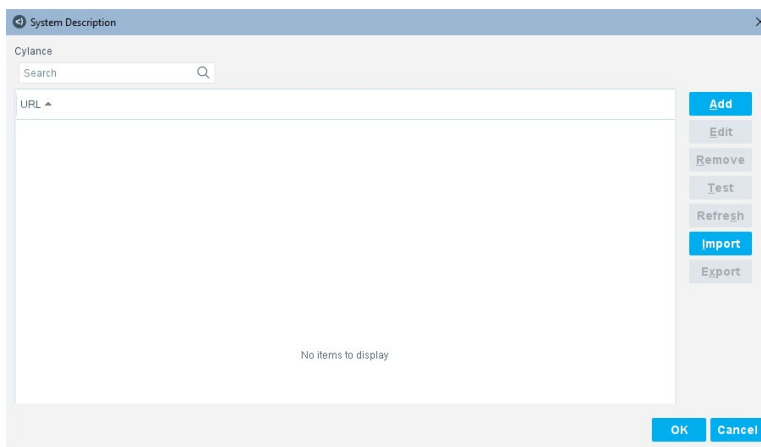 System Description
Cylance
Search
URL
Add
Edit
Remove
Test
Refresh
Import
Export
No items to display
OK Cancel